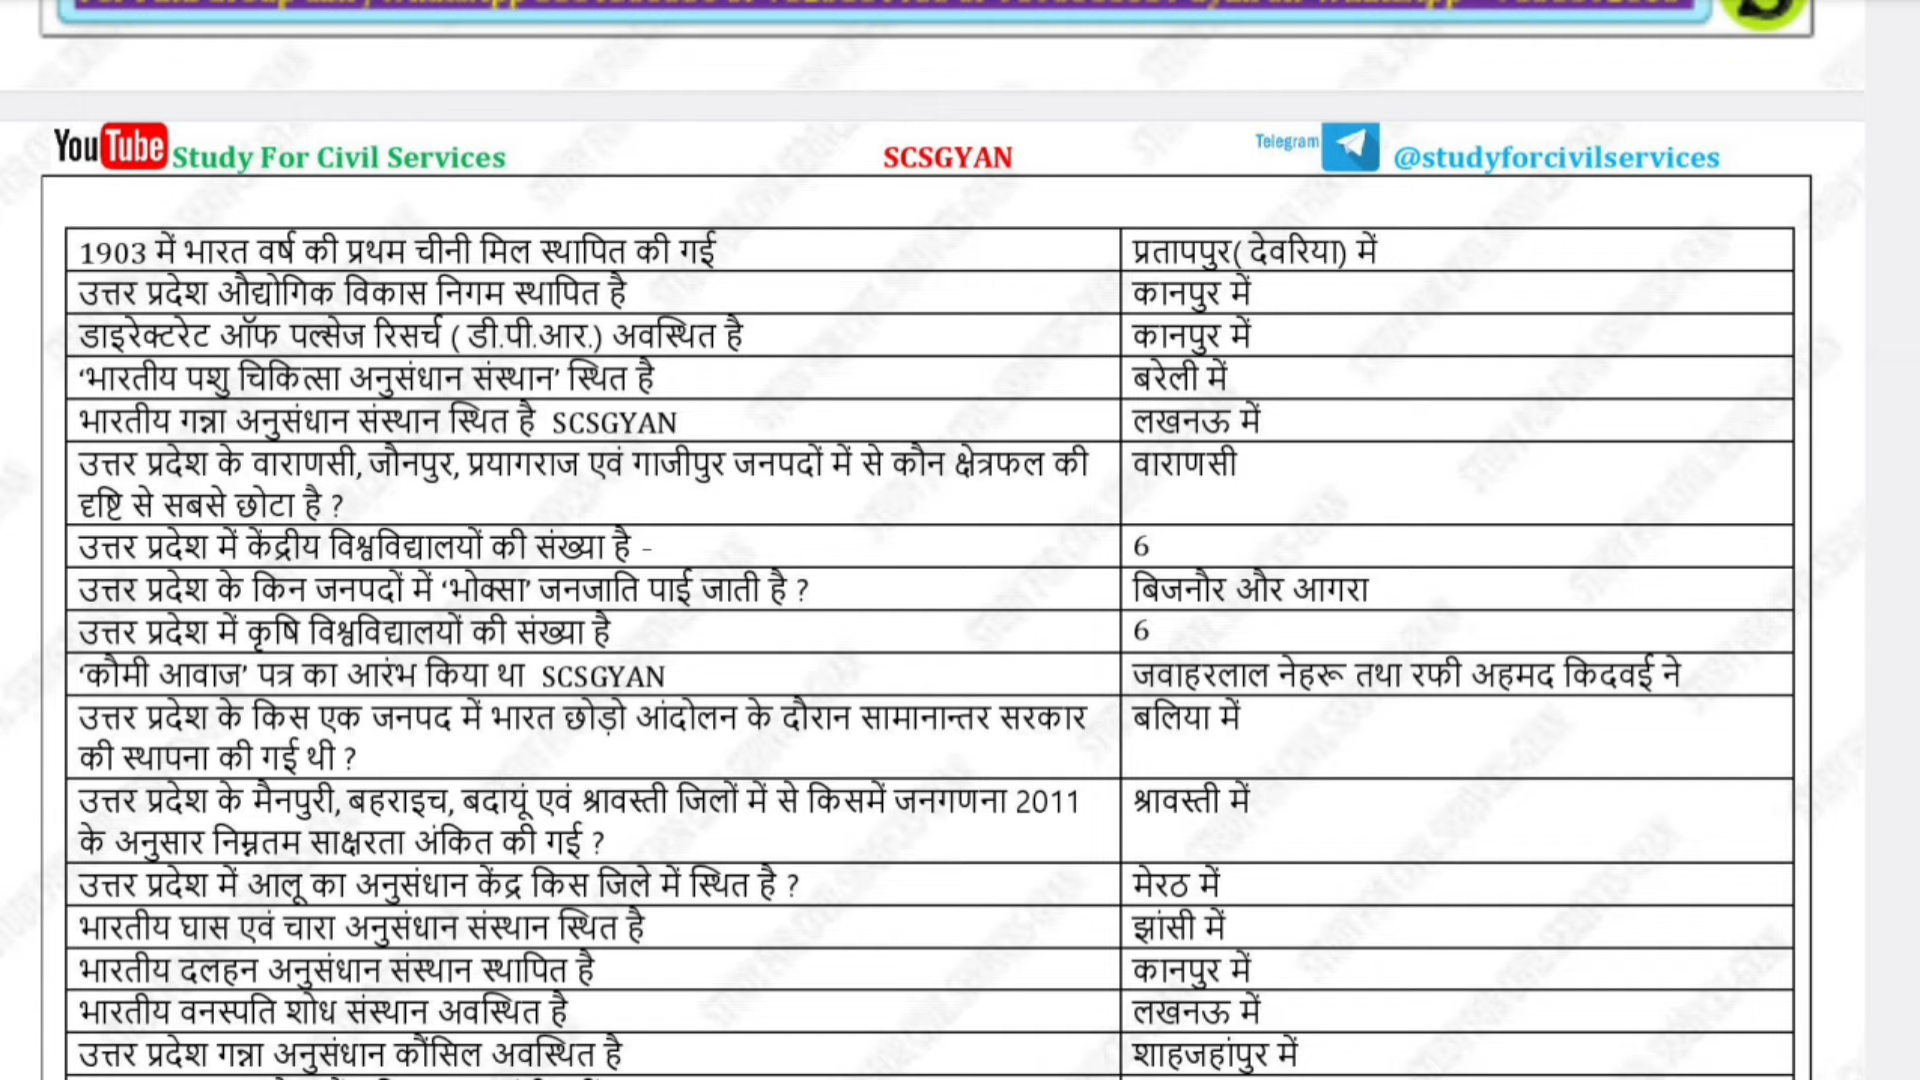 YouTube Study For Civil Services SCSGYAN Telegram @studyforcivilservices
1903 में भारत वर्ष की प्रथम चीनी मिल स्थापित की गई प्रतापपुर( देवरिया) में
उत्तर प्रदेश औद्योगिक विकास निगम स्थापित है कानपुर में
डाइरेक्टरेट ऑफ पल्सेज रिसर्च ( डी.पी.आर.) अवस्थित है कानपुर में
'भारतीय पशु चिकित्सा अनुसंधान संस्थान' स्थित है बरेली में
भारतीय गन्ना अनुसंधान संस्थान स्थित है SCSGYAN लखनऊ में
उत्तर प्रदेश के वाराणसी, जौनपुर, प्रयागराज एवं गाजीपुर जनपदों में से कौन क्षेत्रफल की वाराणसी
दृष्टि से सबसे छोटा है ?
उत्तर प्रदेश में केंद्रीय विश्वविद्यालयों की संख्या है - 6
उत्तर प्रदेश के किन जनपदों में 'भोक्सा' जनजाति पाई जाती है ? बिजनौर और आगरा
उत्तर प्रदेश में कृषि विश्वविद्यालयों की संख्या है 6
'कौमी आवाज' पत्र का आरंभ किया था SCSGYAN जवाहरलाल नेहरू तथा रफी अहमद किदवई ने
उत्तर प्रदेश के किस एक जनपद में भारत छोड़ो आंदोलन के दौरान सामानान्तर सरकार बलिया में
की स्थापना की गई थी ?
उत्तर प्रदेश के मैनपुरी, बहराइच, बदायूं एवं श्रावस्ती जिलों में से किसमें जनगणना 2011 श्रावस्ती में
के अनुसार निम्नतम साक्षरता अंकित की गई ?
उत्तर प्रदेश में आलू का अनुसंधान केंद्र किस जिले में स्थित है ? मेरठ में
भारतीय घास एवं चारा अनुसंधान संस्थान स्थित है झांसी में
भारतीय दलहन अनुसंधान संस्थान स्थापित है कानपुर में
भारतीय वनस्पति शोध संस्थान अवस्थित है लखनऊ में
उत्तर प्रदेश गन्ना अनुसंधान कौंसिल अवस्थित है शाहजहांपुर में